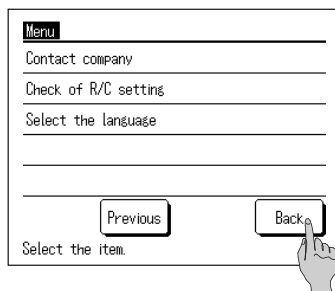 Menu
Contact company
Check of R/C setting
Select the language
Previous
Back
Select the item.